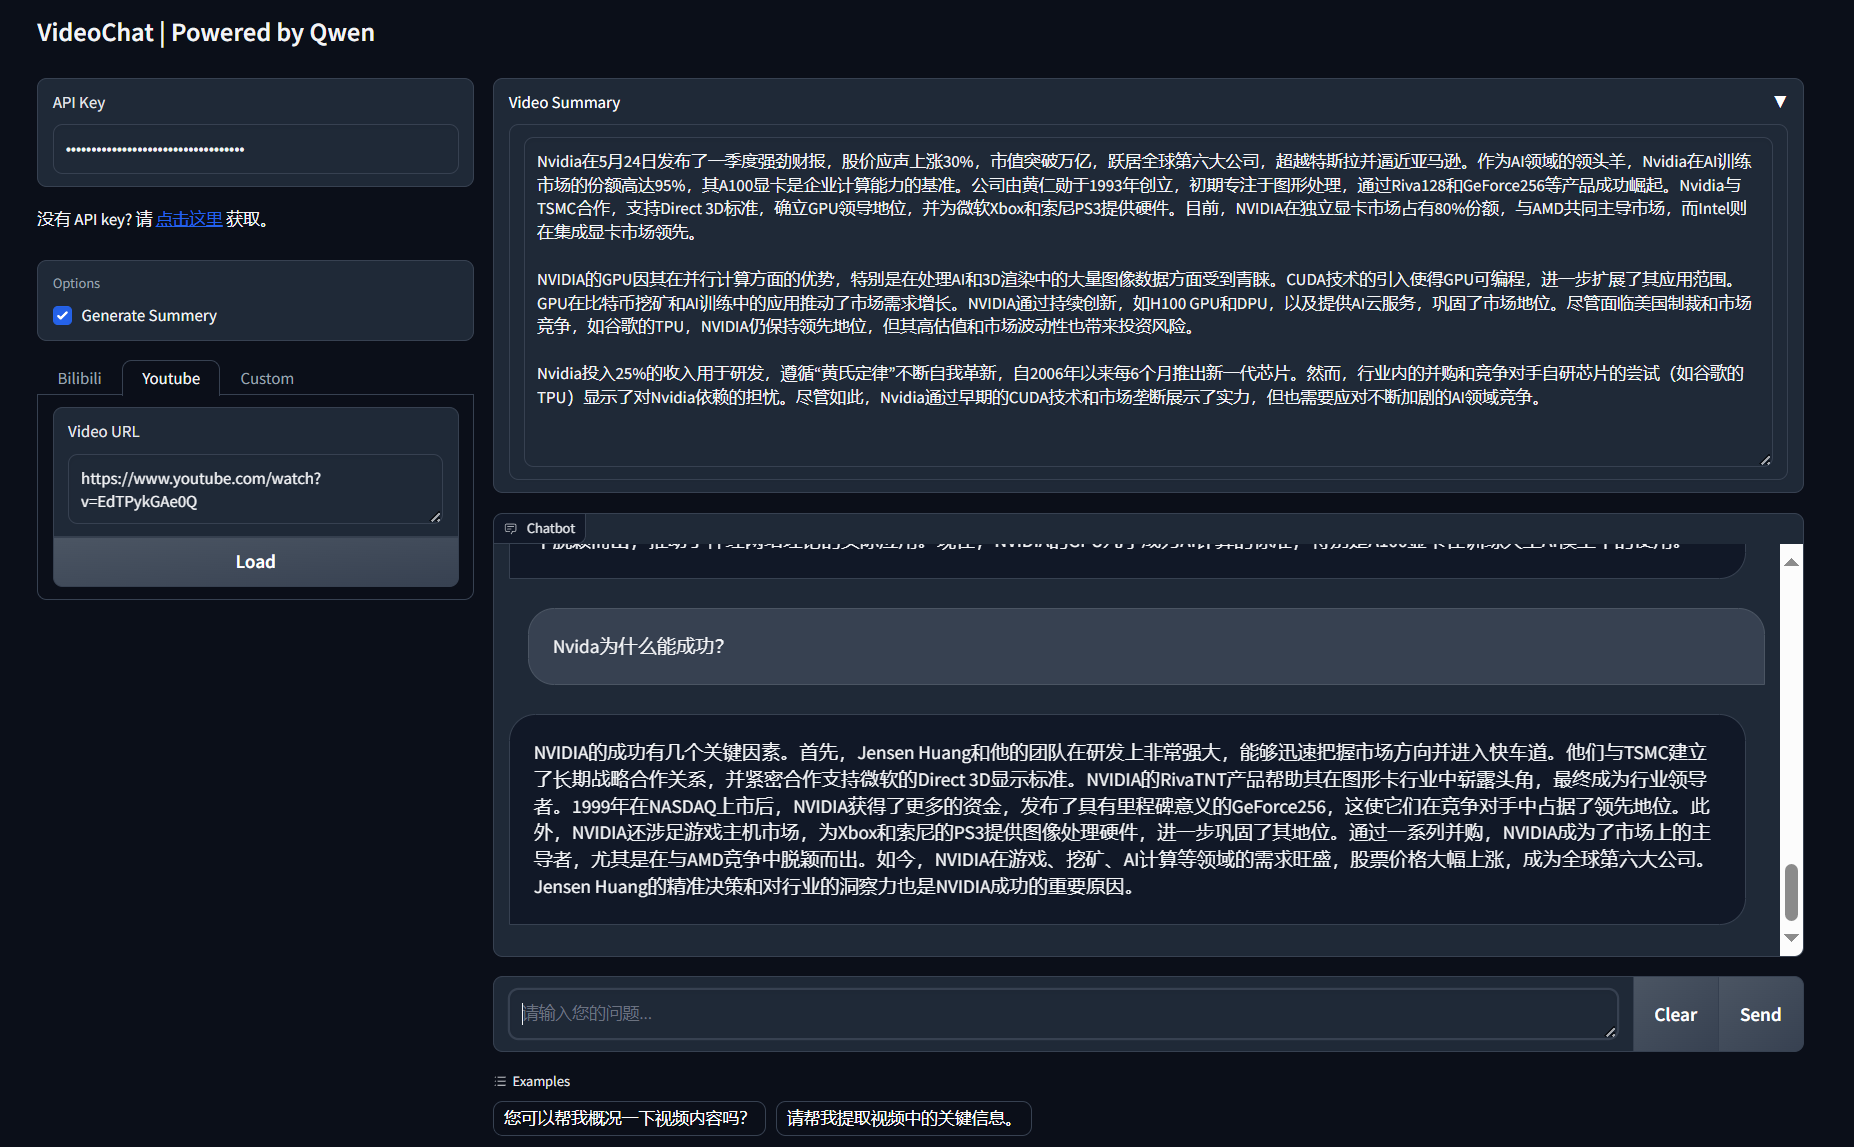 VideoChat | Powered by Qwen
API Key
••••••••••••••••••••••••••••••••••
没有 API key? 请 点击这里 获取。
Options
Generate Summery
Bilibili
Youtube
Custom
Video URL
https://www.youtube.com/watch?
v=EdTPykGAe0Q
Load
Video Summary
Nvidia在5月24日发布了一季度强劲财报，股价应声上涨30%，市值突破万亿，跃居全球第六大公司，超越特斯拉并逼近亚马逊。作为AI领域的领头羊，Nvidia在AI训练
市场的份额高达95%，其A100显卡是企业计算能力的基准。公司由黄仁勋于1993年创立，初期专注于图形处理，通过Riva128和GeForce256等产品成功崛起。Nvidia与
TSMC合作，支持Direct 3D标准，确立GPU领导地位，并为微软Xbox和索尼PS3提供硬件。目前，NVIDIA在独立显卡市场占有80%份额，与AMD共同主导市场，而Intel则
在集成显卡市场领先。
NVIDIA的GPU因其在并行计算方面的优势，特别是在处理AI和3D渲染中的大量图像数据方面受到青睐。CUDA技术的引入使得GPU可编程，进一步扩展了其应用范围。
GPU在比特币挖矿和AI训练中的应用推动了市场需求增长。NVIDIA通过持续创新，如H100 GPU和DPU，以及提供AI云服务，巩固了市场地位。尽管面临美国制裁和市场
竞争，如谷歌的TPU，NVIDIA仍保持领先地位，但其高估值和市场波动性也带来投资风险。
Nvidia投入25%的收入用于研发，遵循“黄氏定律”不断自我革新，自2006年以来每6个月推出新一代芯片。然而，行业内的并购和竞争对手自研芯片的尝试（如谷歌的
TPU）显示了对Nvidia依赖的担忧。尽管如此，Nvidia通过早期的CUDA技术和市场垄断展示了实力，但也需要应对不断加剧的AI领域竞争。
Chatbot
Nvida为什么能成功？
NVIDIA的成功有几个关键因素。首先，Jensen Huang和他的团队在研发上非常强大，能够迅速把握市场方向并进入快车道。他们与TSMC建立
了长期战略合作关系，并紧密合作支持微软的Direct 3D显示标准。NVIDIA的RivaTNT产品帮助其在图形卡行业中崭露头角，最终成为行业领导
者。1999年在NASDAQ上市后，NVIDIA获得了更多的资金，发布了具有里程碑意义的GeForce256，这使它们在竞争对手中占据了领先地位。此
外，NVIDIA还涉足游戏主机市场，为Xbox和索尼的PS3提供图像处理硬件，进一步巩固了其地位。通过一系列并购，NVIDIA成为了市场上的主
导者，尤其是在与AMD竞争中脱颖而出。如今，NVIDIA在游戏、挖矿、AI计算等领域的需求旺盛，股票价格大幅上涨，成为全球第六大公司。
Jensen Huang的精准决策和对行业的洞察力也是NVIDIA成功的重要原因。
请输入您的问题...
Clear
Send
Examples
您可以帮我概况一下视频内容吗？
请帮我提取视频中的关键信息。